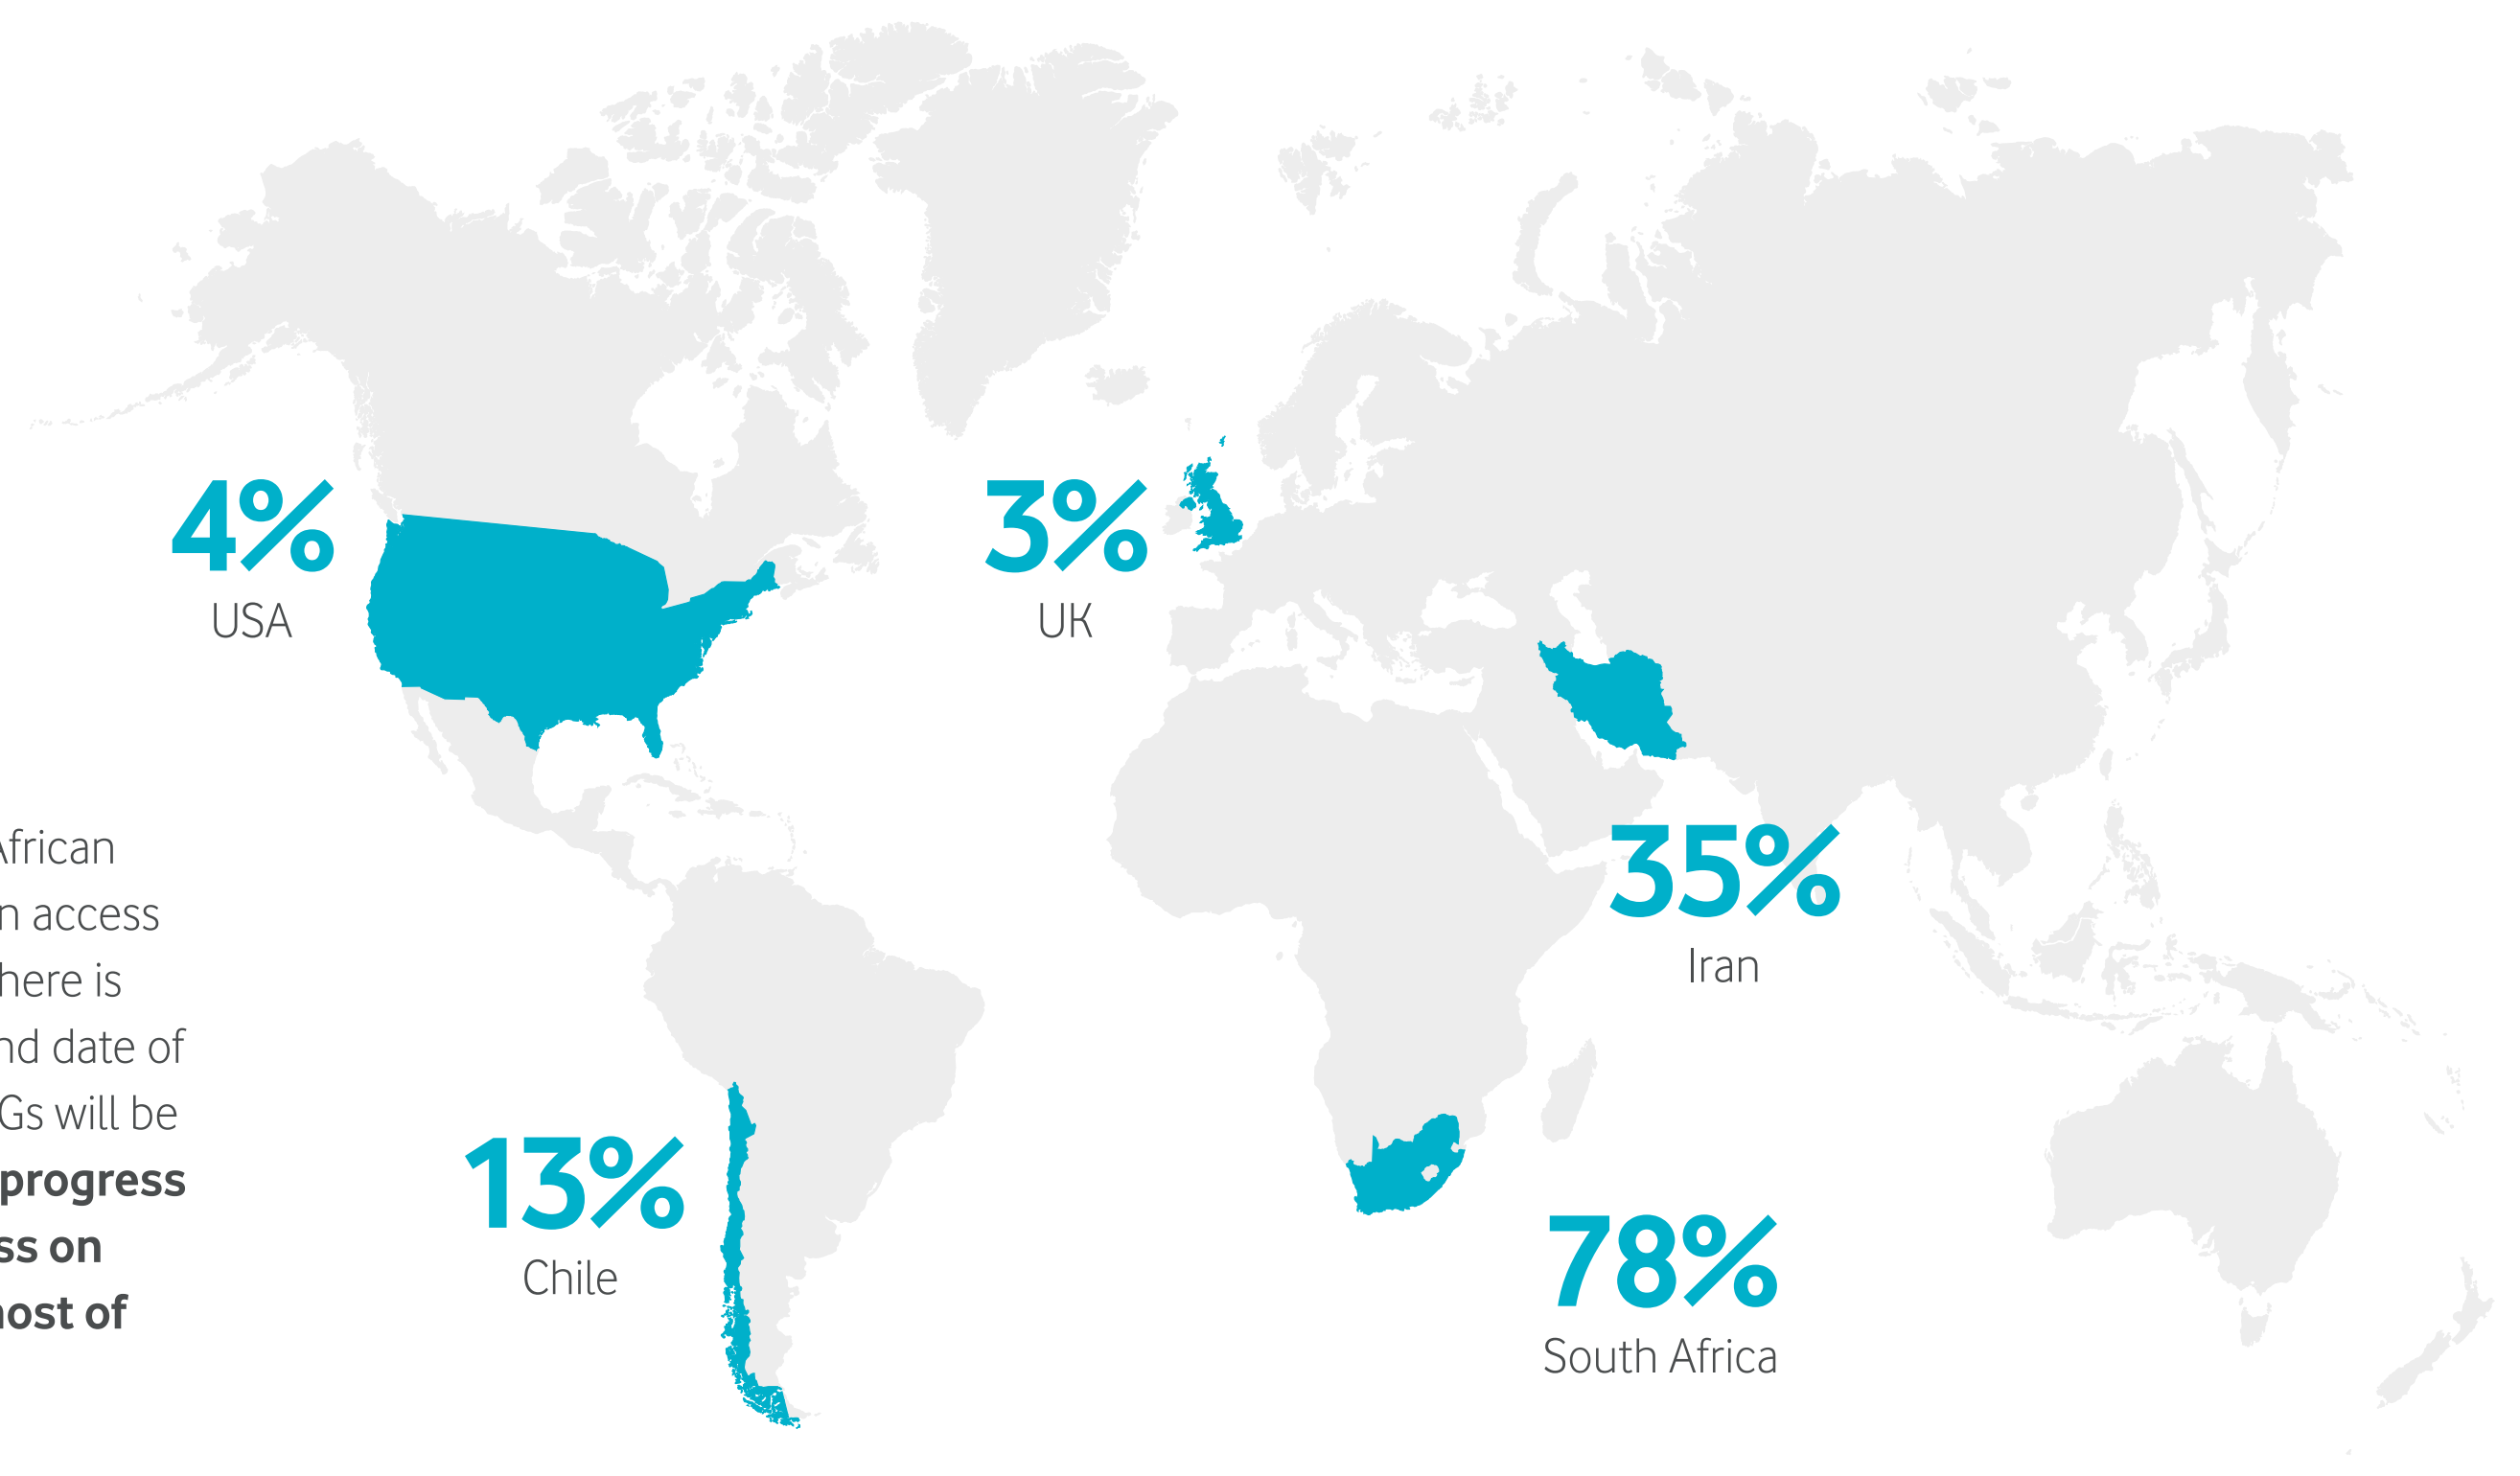 4%
USA
3%
UK
35%
Iran
13%
Chile
78%
South Africa
frican
n access
here is
nd date of
Gs will be
progress
ss on
nost of